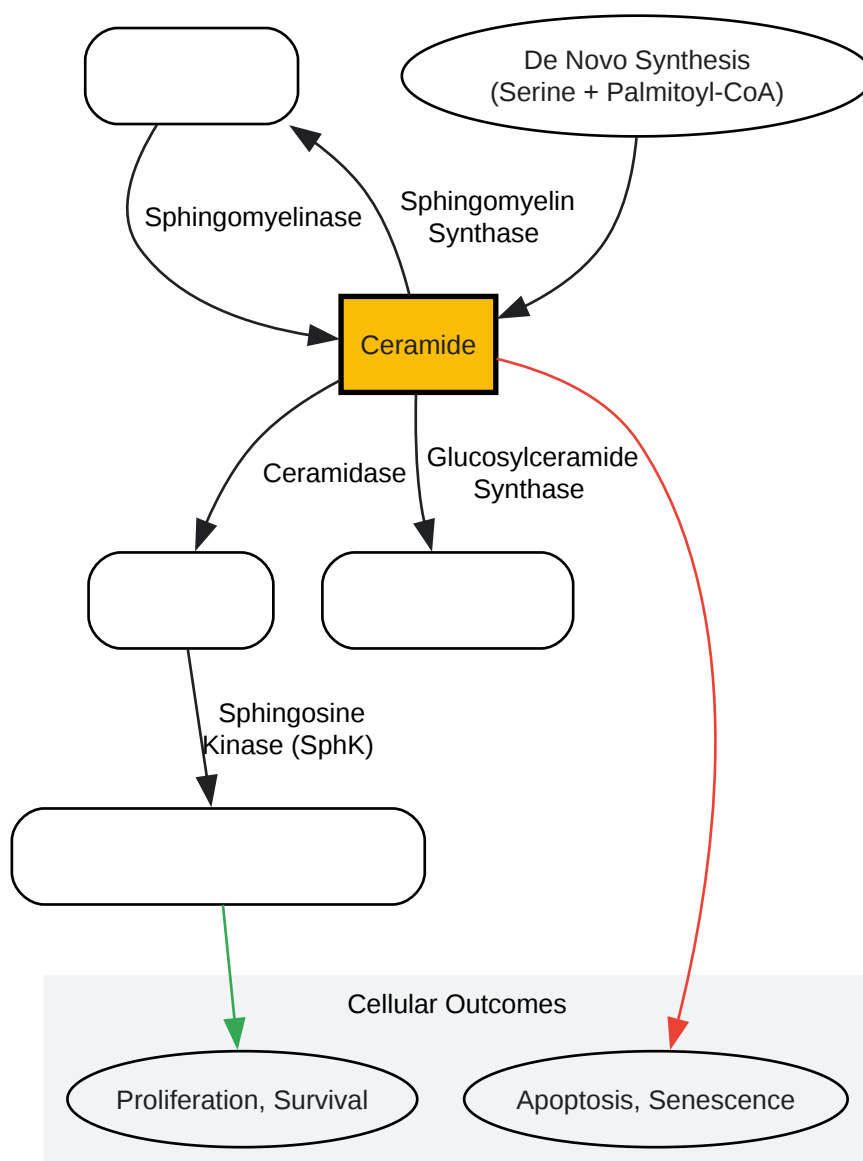 De Novo Synthesis
(Serine + Palmitoyl-CoA)
Sphingomyelinase
Sphingomyelin
Synthase
Ceramide
Ceramidase
Glucosylceramide
Synthase
Sphingosine
Kinase (SphK)
Cellular Outcomes
Proliferation, Survival
Apoptosis, Senescence